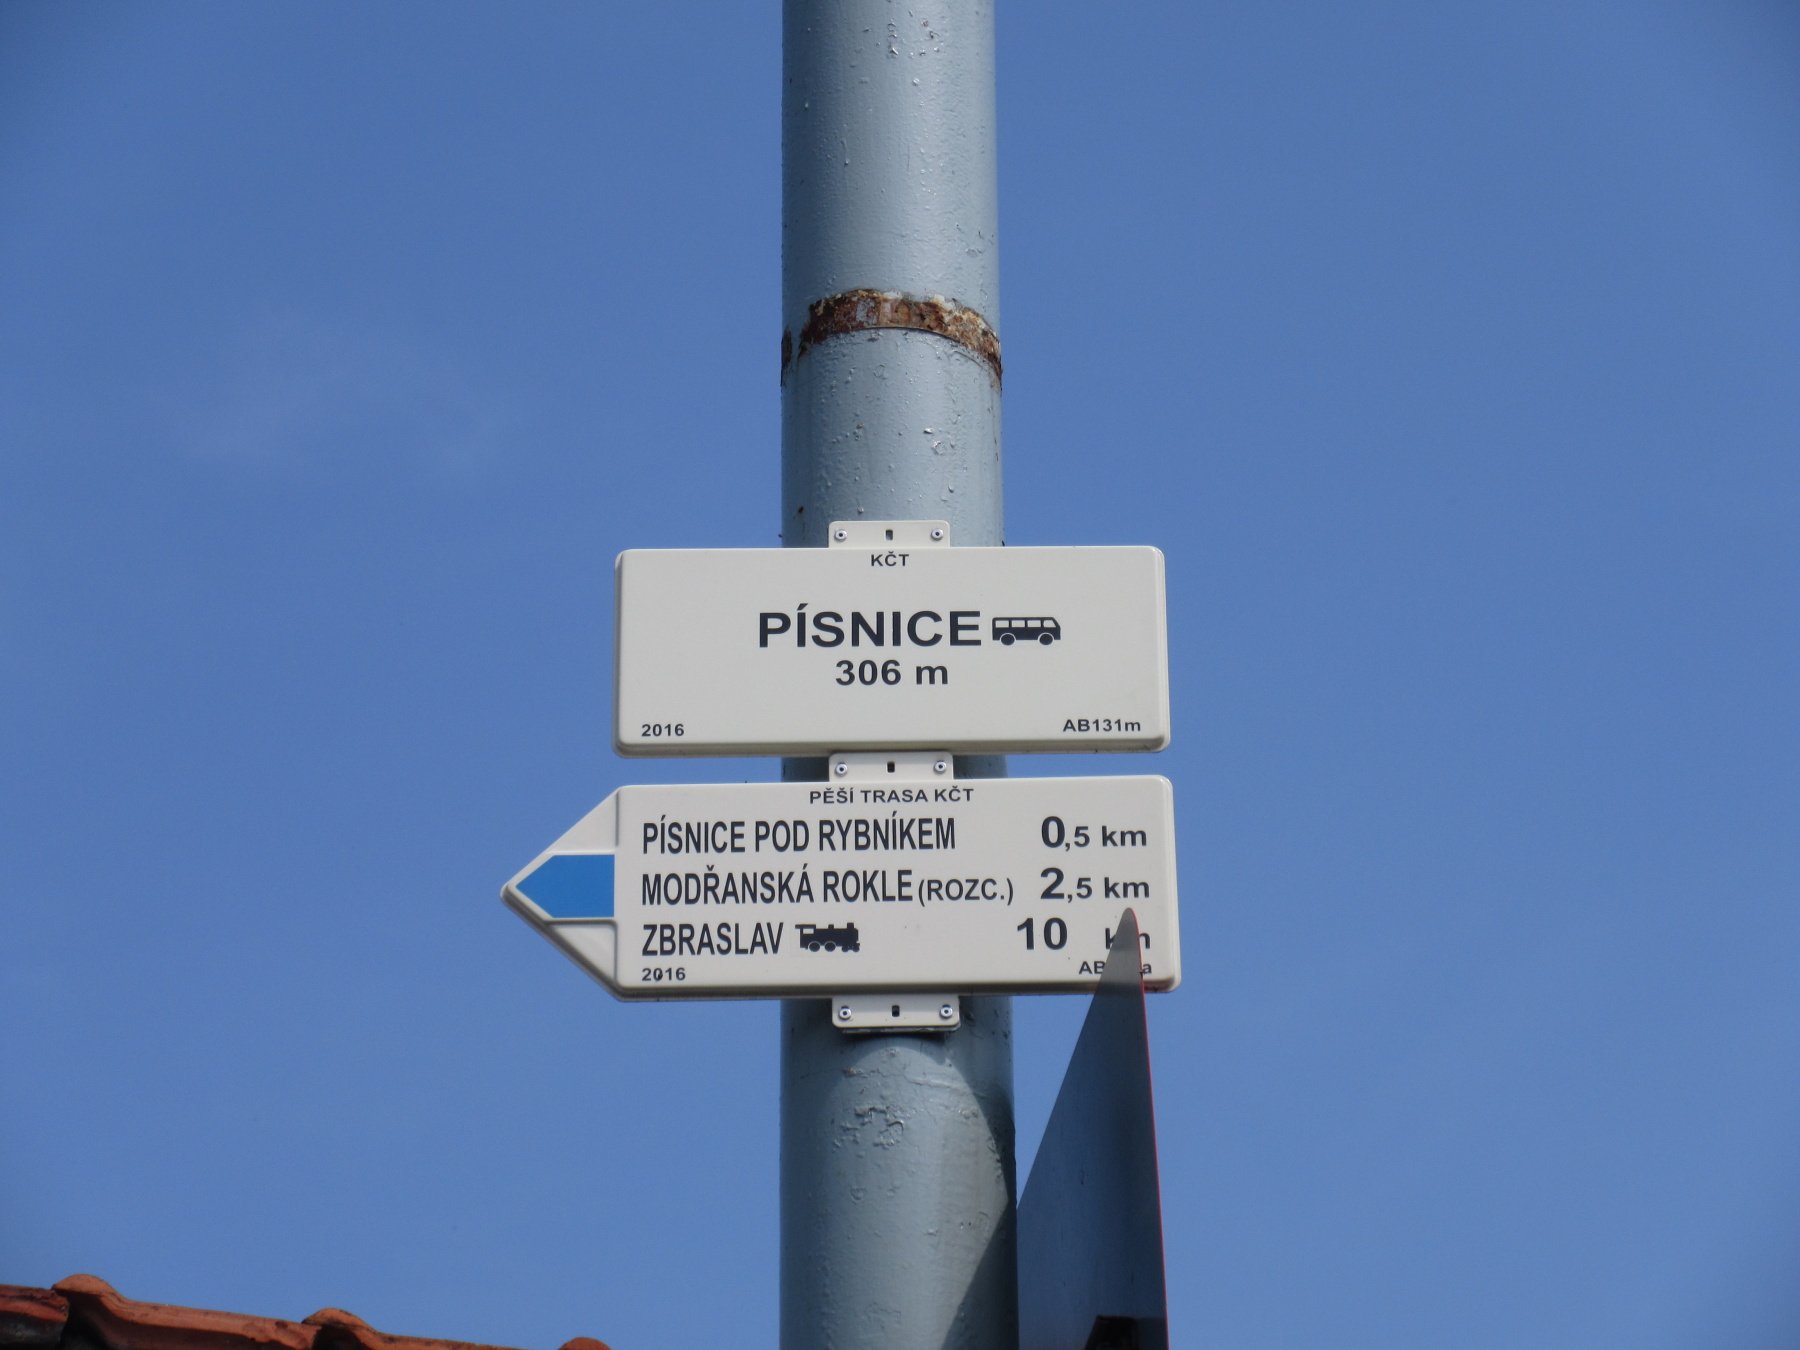 KČT
PÍSNICE
306 m
2016 AB131m
PĚŠÍ TRASA KČT
PÍSNICE POD RYBNÍKEM 0,5 km
MODŘANSKÁ ROKLE (ROZC.) 2,5 km
ZBRASLAV 10 km
2016